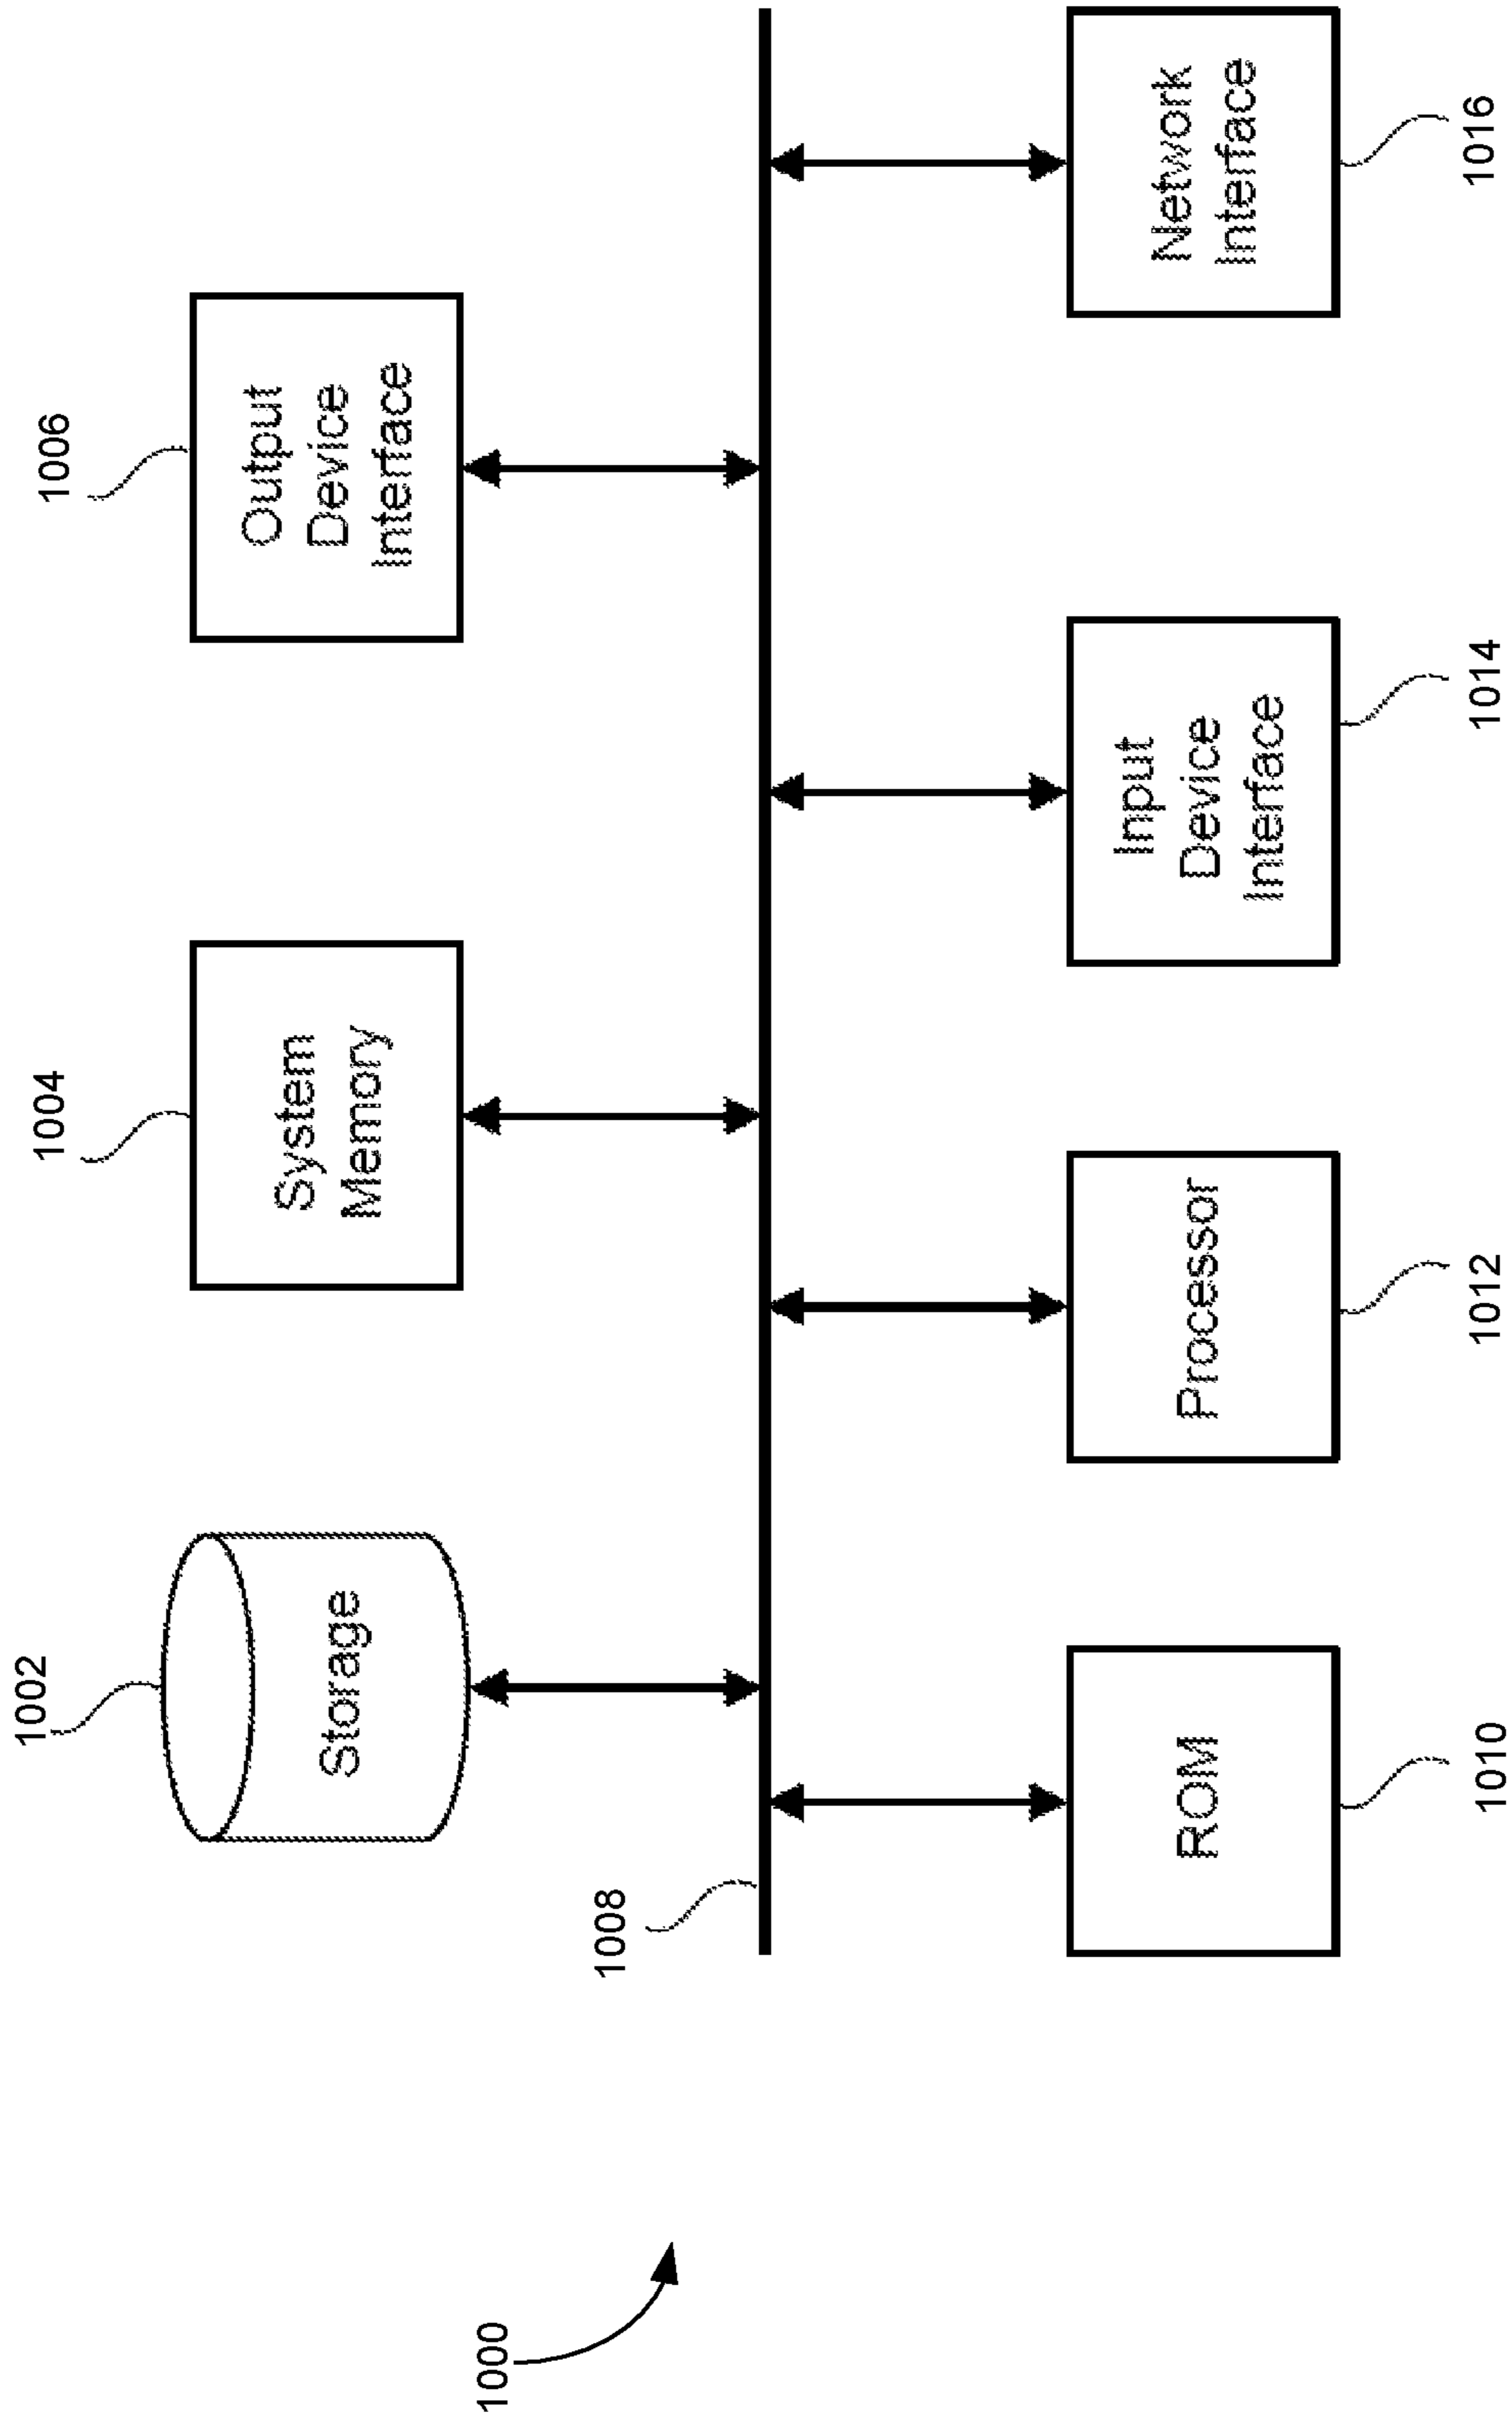 1002
1004
1006
Storage
System
Memory
Output
Device
Interface
1008
1000
ROM
Processor
Input
Device
Interface
Network
Interface
1010
1012
1014
1016